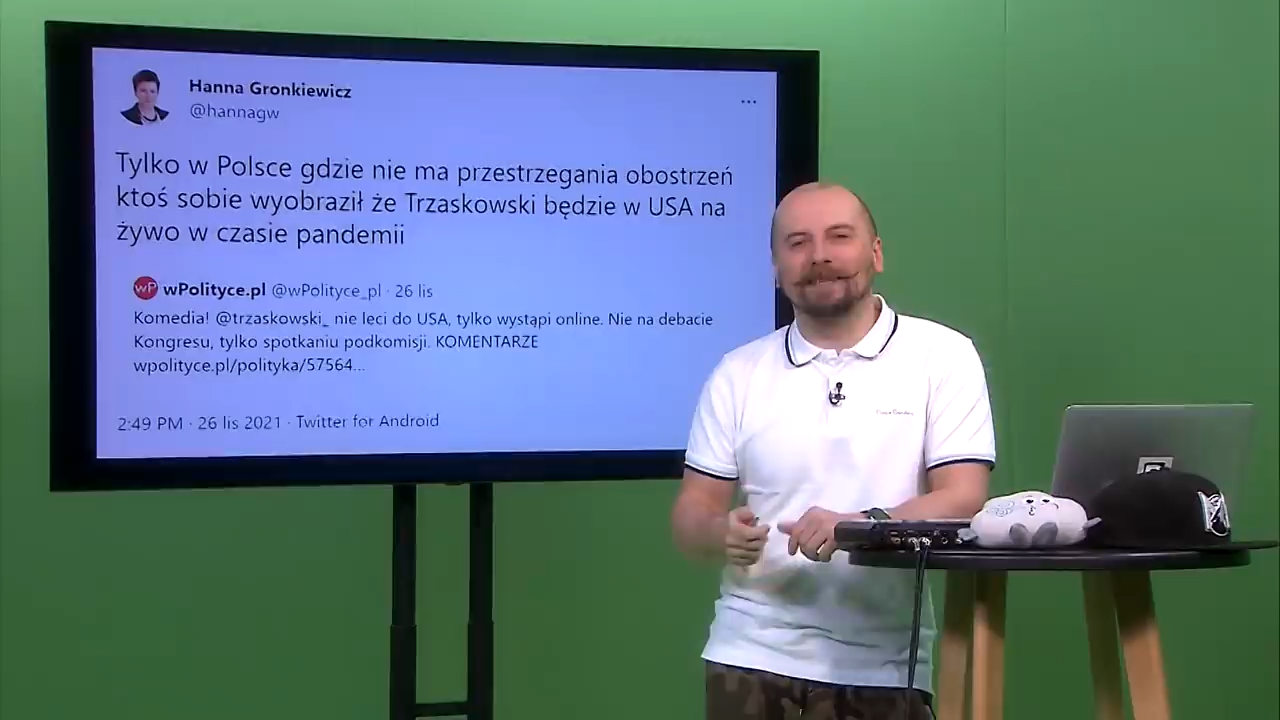 Hanna Gronkiewicz
@hannagw
Tylko w Polsce gdzie nie ma przestrzegania obostrzeń
ktoś sobie wyobraził że Trzaskowski będzie w USA na
żywo w czasie pandemii
wP wPolityce.pl @wPolityce_pl · 26 lis
Komedia! @trzaskowski_ nie leci do USA, tylko wystąpi online. Nie na debacie
Kongresu, tylko spotkaniu podkomisji. KOMENTARZE
wpolityce.pl/polityka/57564...
2:49 PM · 26 lis 2021 · Twitter for Android